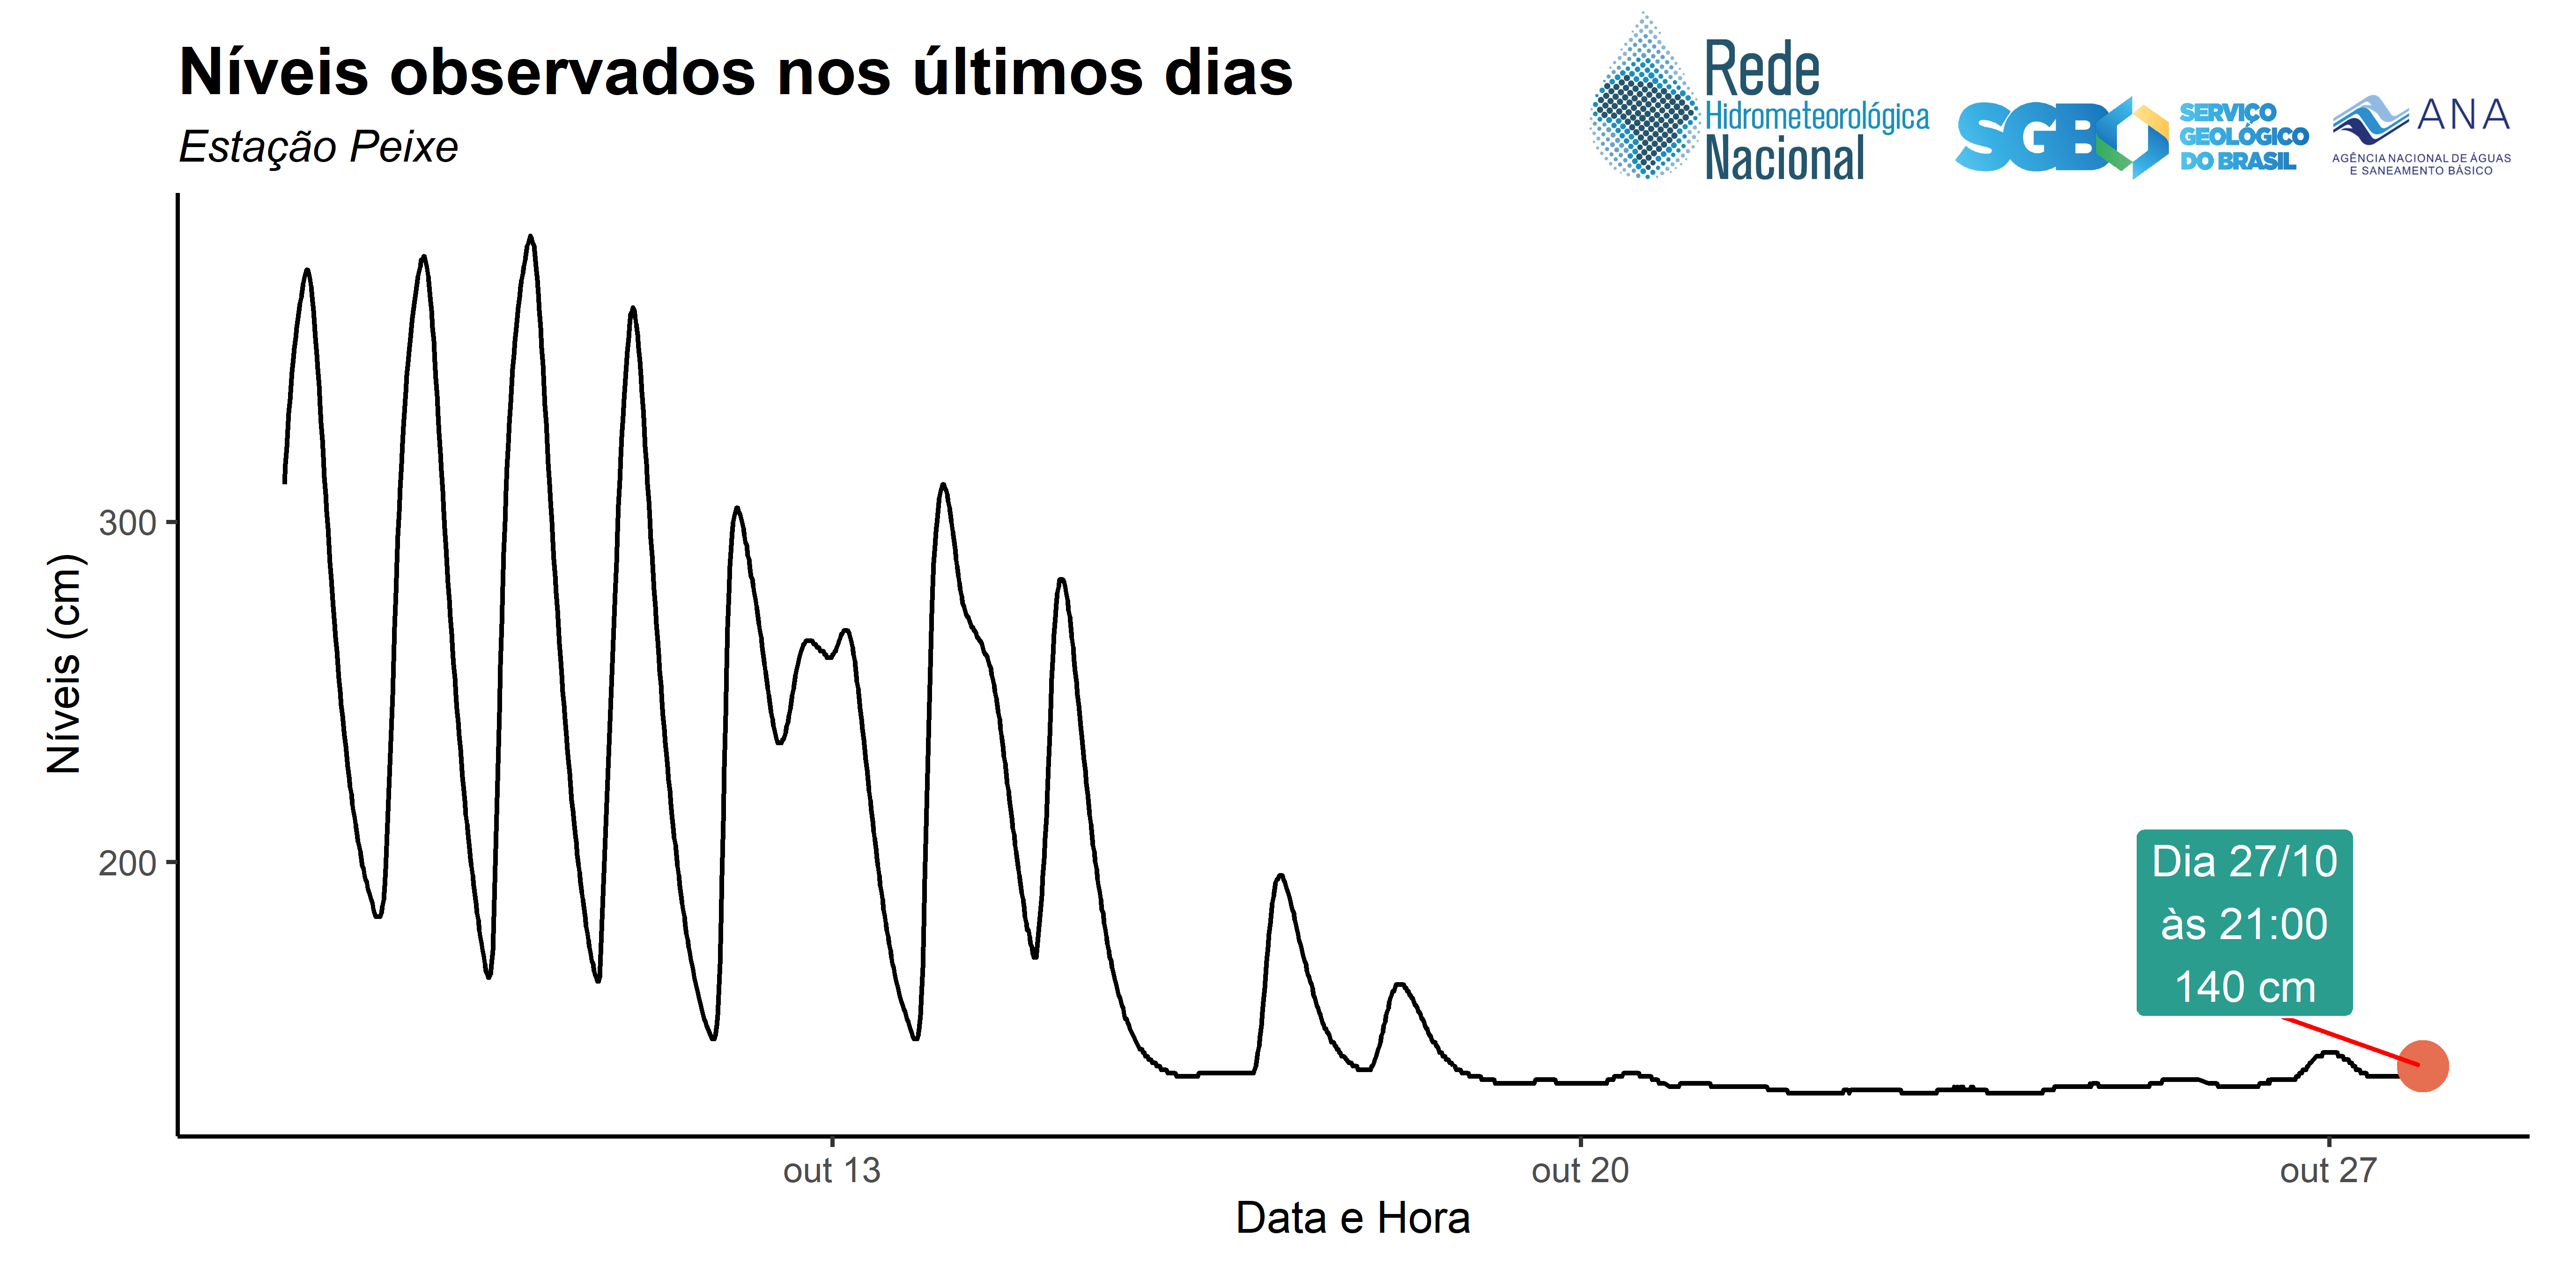 Níveis observados nos últimos dias
Estação Peixe
Rede
Hidrometeorológica
Nacional
SGB
SERVIÇO
GEOLÓGICO
DO BRASIL
ANA
AGÊNCIA NACIONAL DE ÁGUAS
E SANEAMENTO BÁSICO
Níveis (cm)
300
200
Dia 27/10
às 21:00
140 cm
out 13
out 20
out 27
Data e Hora